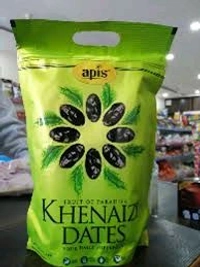 apis
FRUIT OF PARADISE
KHENAIZI
DATES